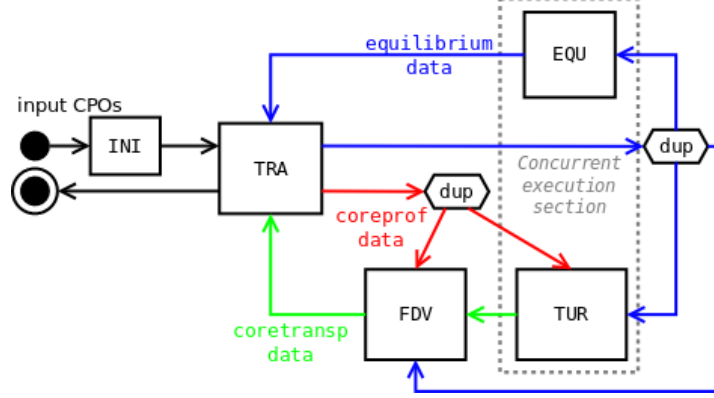 equilibrium
data
EQU
input CPOs
INI
TRA
dup
Concurrent
execution
section
dup
coreprof
data
FDV
TUR
coretransp
data